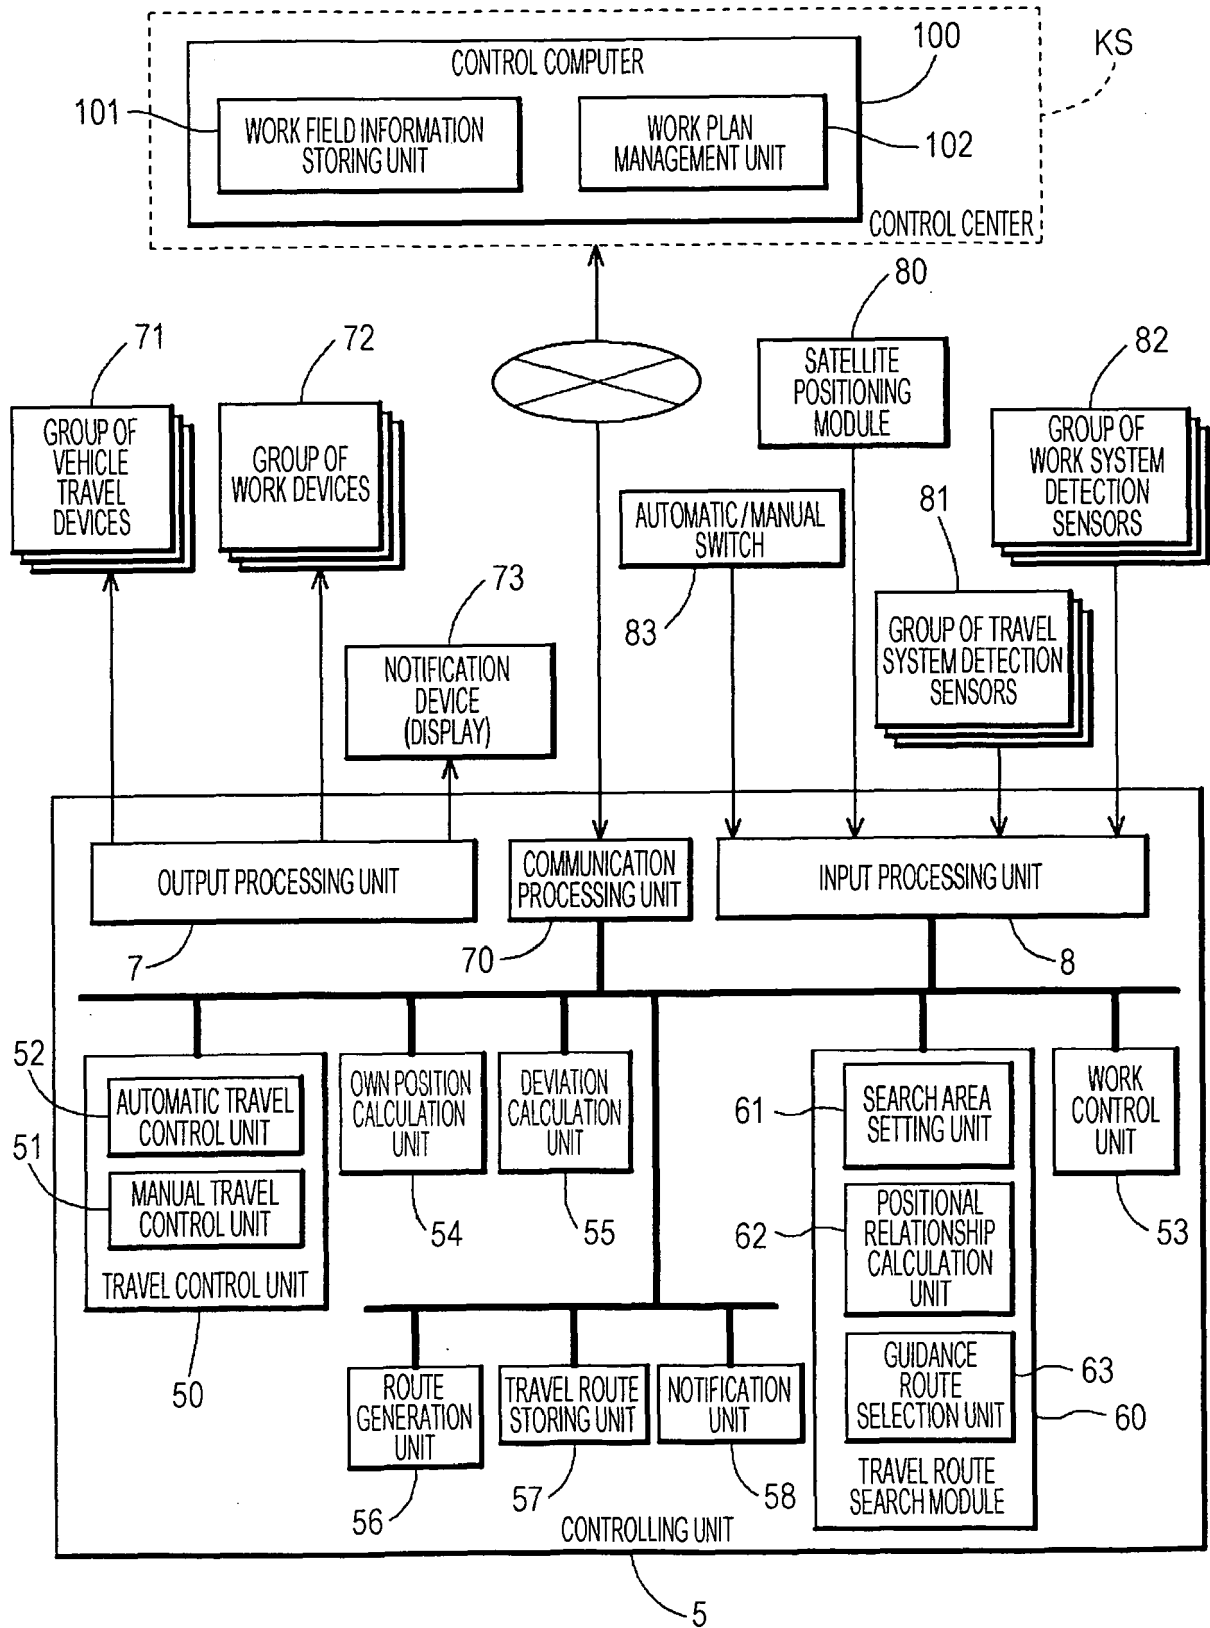 100
KS
CONTROL COMPUTER
101
WORK FIELD INFORMATION
STORING UNIT
WORK PLAN
MANAGEMENT UNIT
102
CONTROL CENTER
80
71
72
82
SATELLITE
POSITIONING
MODULE
GROUP OF
VEHICLE
TRAVEL
DEVICES
GROUP OF
WORK DEVICES
GROUP OF
WORK SYSTEM
DETECTION
SENSORS
AUTOMATIC/MANUAL
SWITCH
81
73
83
GROUP OF TRAVEL
SYSTEM DETECTION
SENSORS
NOTIFICATION
DEVICE
(DISPLAY)
OUTPUT PROCESSING UNIT
COMMUNICATION
PROCESSING UNIT
INPUT PROCESSING UNIT
7
70
8
52
AUTOMATIC TRAVEL
CONTROL UNIT
51
MANUAL TRAVEL
CONTROL UNIT
TRAVEL CONTROL UNIT
50
OWN POSITION
CALCULATION
UNIT
54
DEVIATION
CALCULATION
UNIT
55
61
SEARCH AREA
SETTING UNIT
62
POSITIONAL
RELATIONSHIP
CALCULATION
UNIT
GUIDANCE
ROUTE
SELECTION UNIT
63
60
TRAVEL ROUTE
SEARCH MODULE
WORK
CONTROL
UNIT
53
ROUTE
GENERATION
UNIT
56
TRAVEL ROUTE
STORING UNIT
57
NOTIFICATION
UNIT
58
CONTROLLING UNIT
5